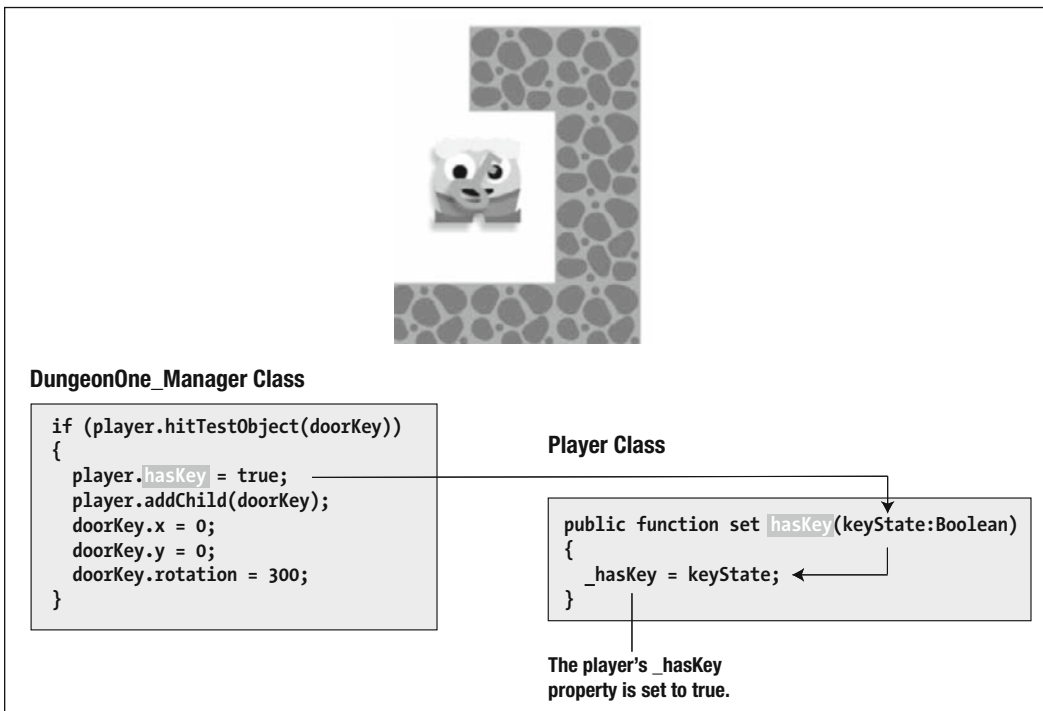 DungeonOne_Manager Class
if (player.hitTestObject(doorKey))
{
player.hasKey = true;
player.addChild(doorKey);
doorKey.x = 0;
doorKey.y = 0;
doorKey.rotation = 300;
}
Player Class
public function set hasKey(keyState:Boolean)
{
_hasKey = keyState;
}
The player's _hasKey
property is set to true.